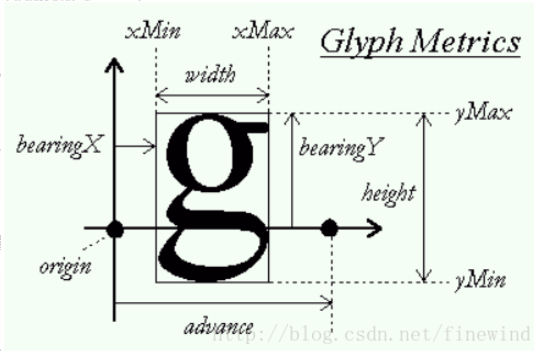 xMin xMax Glyph Metrics
width
yMax
bearingX bearingY
height
origin
yMin
advance
http://blog.csdn.net/finewind
g